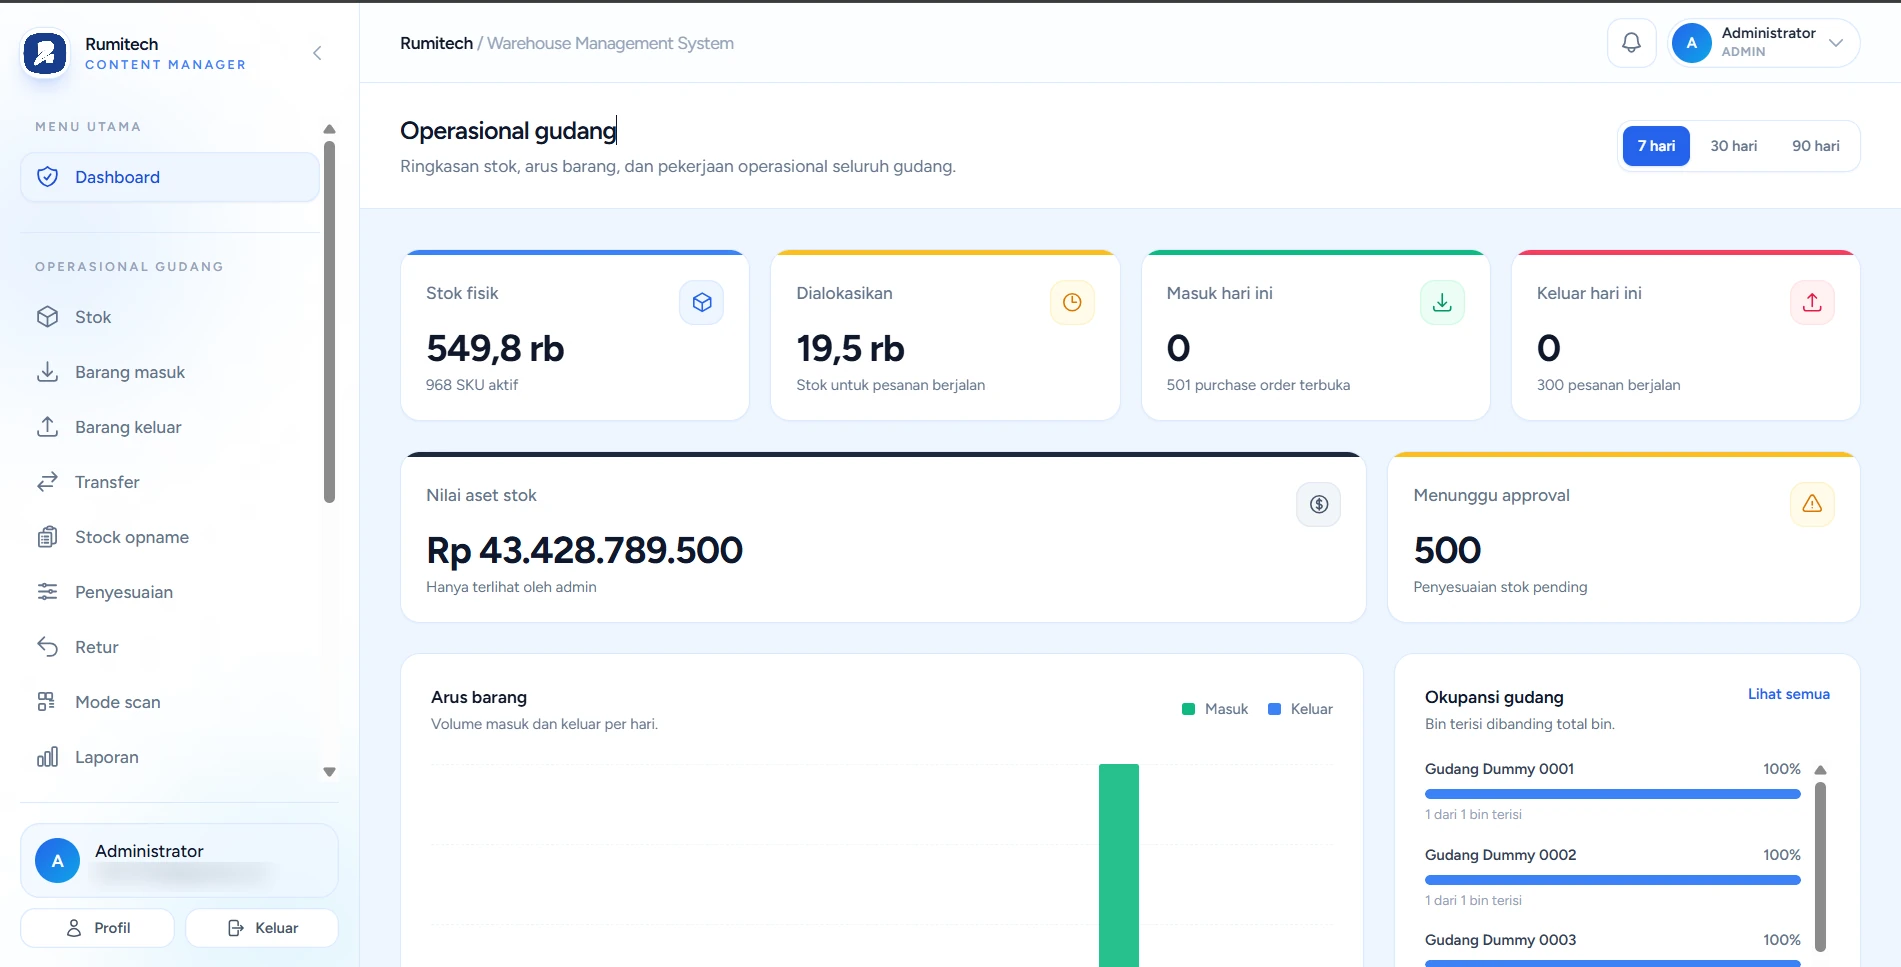 Rumitech
CONTENT MANAGER
MENU UTAMA
Dashboard
OPERASIONAL GUDANG
Stok
Barang masuk
Barang keluar
Transfer
Stock opname
Penyesuaian
Retur
Mode scan
Laporan
A
Administrator
Profil
Keluar
Rumitech / Warehouse Management System
A
Administrator
ADMIN
Operasional gudang
Ringkasan stok, arus barang, dan pekerjaan operasional seluruh gudang.
7 hari
30 hari
90 hari
Stok fisik
549,8 rb
968 SKU aktif
Dialokasikan
19,5 rb
Stok untuk pesanan berjalan
Masuk hari ini
0
501 purchase order terbuka
Keluar hari ini
0
300 pesanan berjalan
Nilai aset stok
Rp 43.428.789.500
Hanya terlihat oleh admin
Menunggu approval
500
Penyesuaian stok pending
Arus barang
Volume masuk dan keluar per hari.
Masuk
Keluar
Okupansi gudang
Lihat semua
Bin terisi dibanding total bin.
Gudang Dummy 0001 100%
1 dari 1 bin terisi
Gudang Dummy 0002 100%
1 dari 1 bin terisi
Gudang Dummy 0003 100%